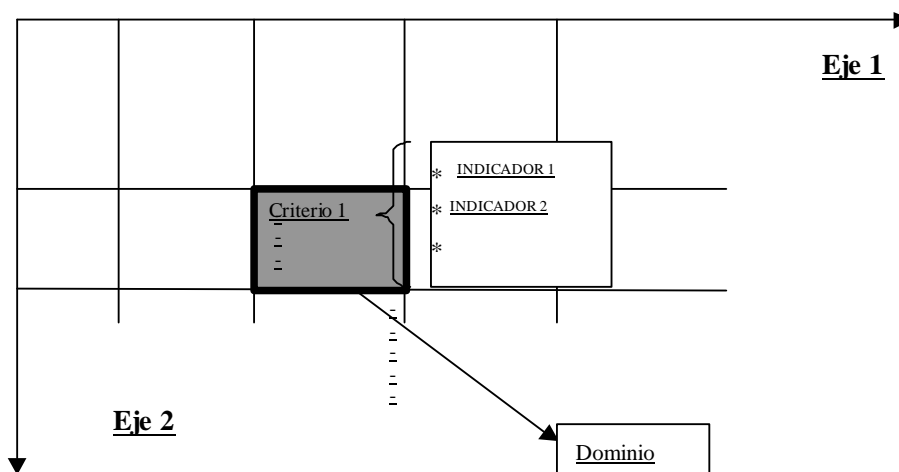 Eje 1
* INDICADOR 1
Criterio 1
* INDICADOR 2
-
-
*
-
-
-
-
-
-
Eje 2
Dominio